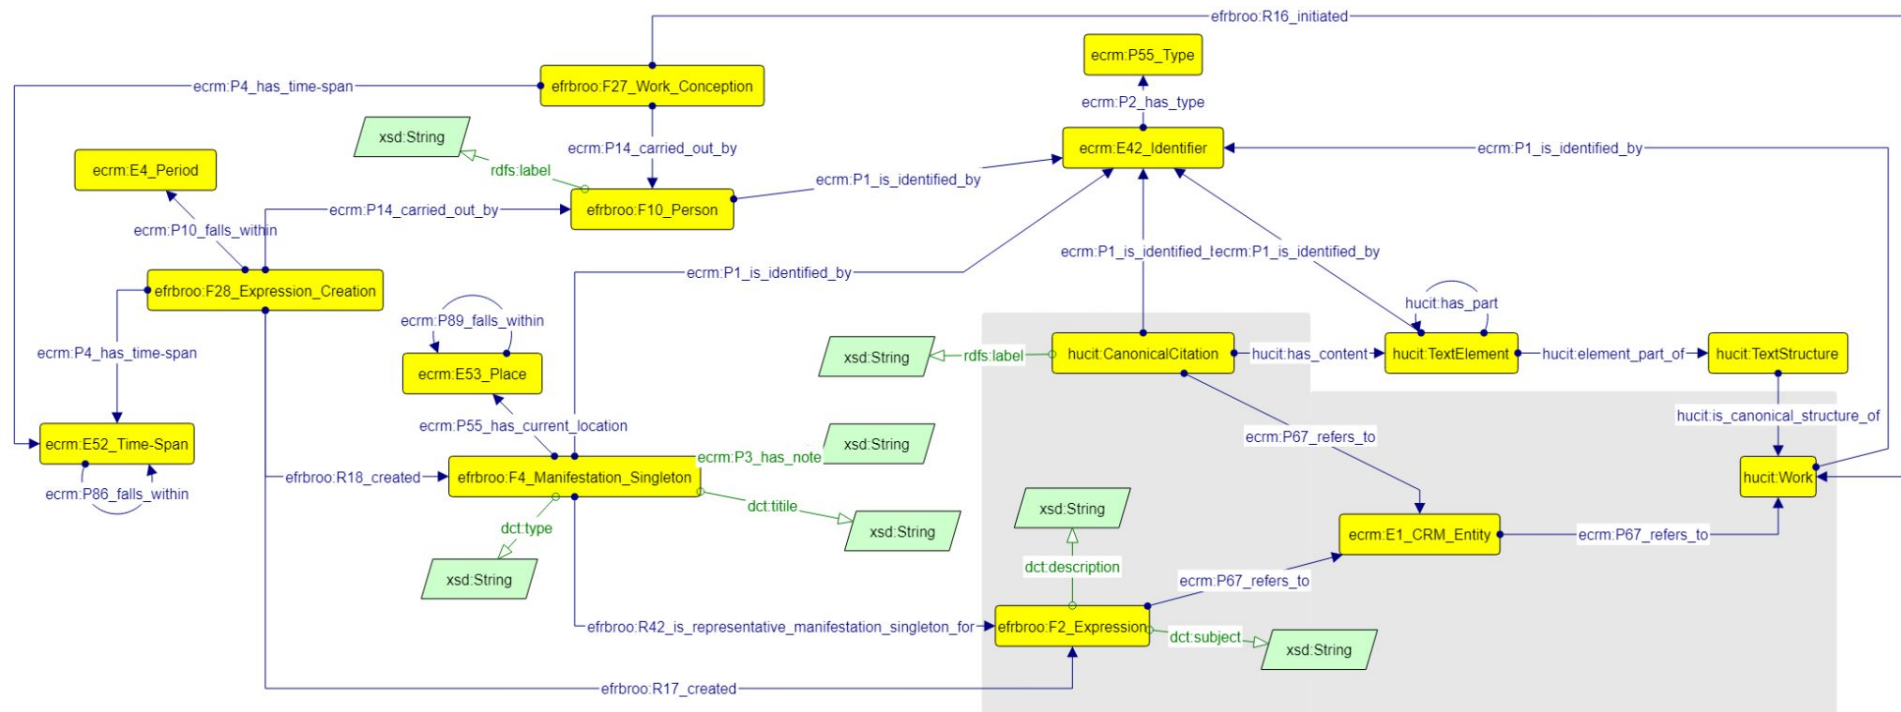 efrbroo:R16_initiated
ecrm:P55_Type
ecrm:P4_has_time-span
efrbroo:F27_Work_Conception
ecrm:P2_has_type
xsd:String
ecrm:P14_carried_out_by
ecrm:E42_Identifier
ecrm:P1_is_identified_by
ecrm:E4_Period
rdfs:label
ecrm:P1_is_identified_by
ecrm:P14_carried_out_by
efrbroo:F10_Person
ecrm:P10_falls_within
ecrm:P1_is_identified_by
ecrm:P1_is_identified_l
ecrm:P1_is_identified_by
efrbroo:F28_Expression_Creation
ecrm:P89_falls_within
hucit:has_part
ecrm:P4_has_time-span
xsd:String
rdfs:label
hucit:CanonicalCitation
hucit:has_content
hucit:TextElement
hucit:element_part_of
hucit:TextStructure
ecrm:E53_Place
ecrm:P55_has_current_location
hucit:is_canonical_structure_of
ecrm:E52_Time-Span
ecrm:P3_has_note
xsd:String
ecrm:P67_refers_to
efrbroo:R18_created
efrbroo:F4_Manifestation_Singleton
hucit:Work
ecrm:P86_falls_within
dct:titile
xsd:String
dct:type
xsd:String
ecrm:E1_CRM_Entity
ecrm:P67_refers_to
xsd:String
dct:description
ecrm:P67_refers_to
efrbroo:R42_is_representative_manifestation_singleton_for
efrbroo:F2_Expression
dct:subject
xsd:String
efrbroo:R17_created